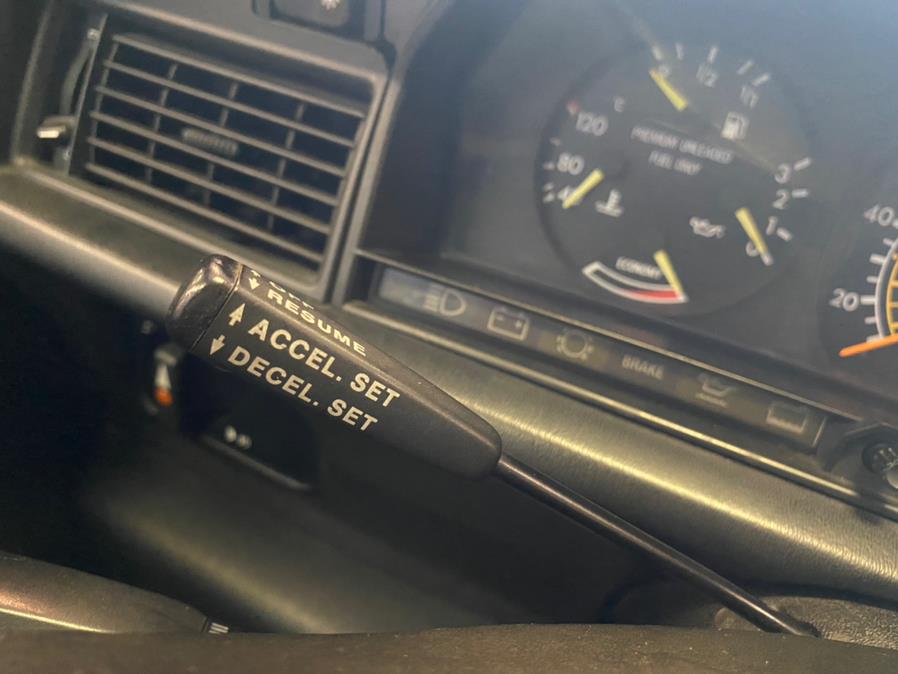 RESUME
ACCEL. SET
DECEL. SET
1/2
1/1
120
80
PREMIUM UNLEADED
FUEL ONLY
3
2
1
0
ECONOMY
BRAKE
40
20